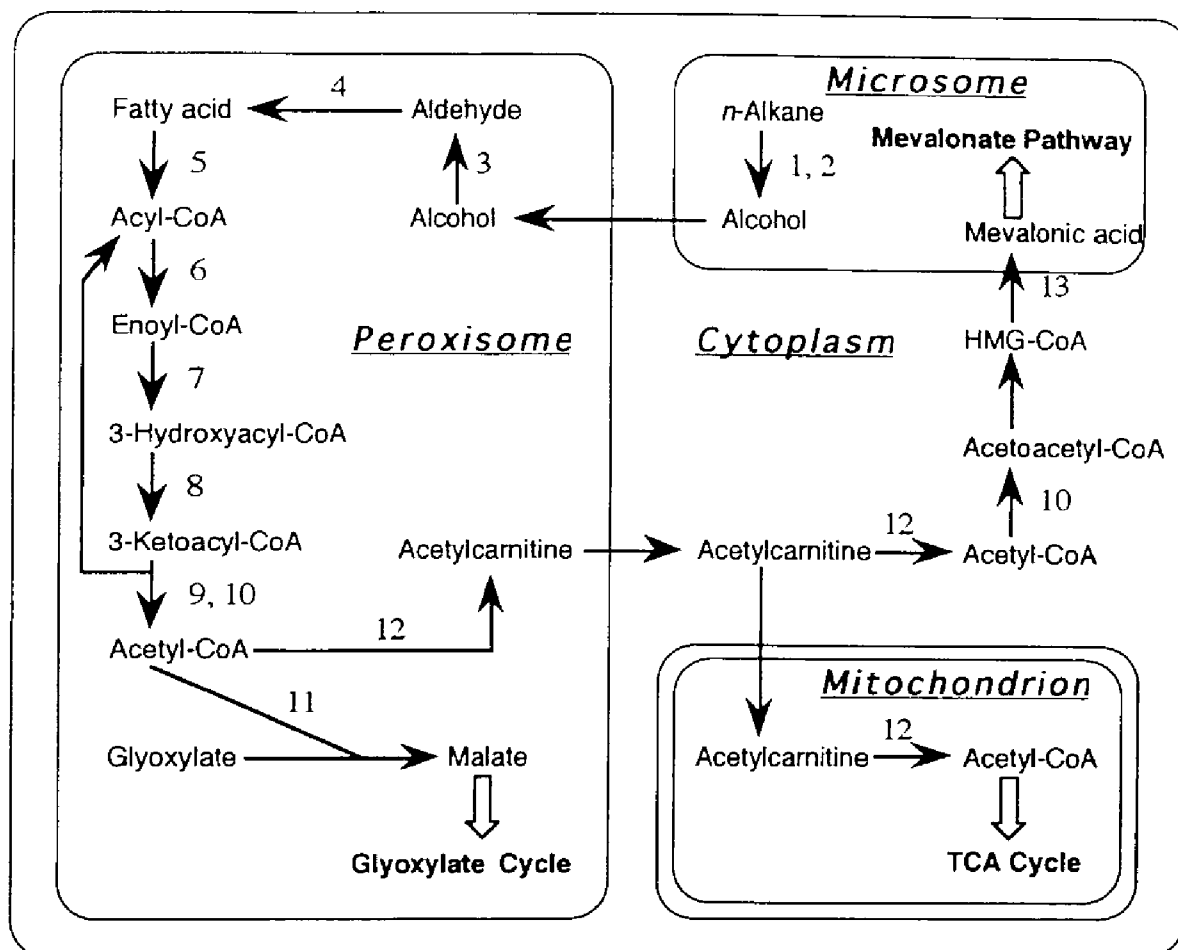 Microsome
Fatty acid
4
Aldehyde
n-Alkane
Mevalonate Pathway
5
3
1, 2
Acyl-CoA
Alcohol
Alcohol
Mevalonic acid
6
13
Enoyl-CoA
Peroxisome
Cytoplasm
HMG-CoA
7
3-Hydroxyacyl-CoA
Acetoacetyl-CoA
8
10
3-Ketoacyl-CoA
Acetylcarnitine
Acetylcarnitine
12
Acetyl-CoA
9, 10
Acetyl-CoA
12
Mitochondrion
11
Glyoxylate
Malate
Acetylcarnitine
12
Acetyl-CoA
Glyoxylate Cycle
TCA Cycle